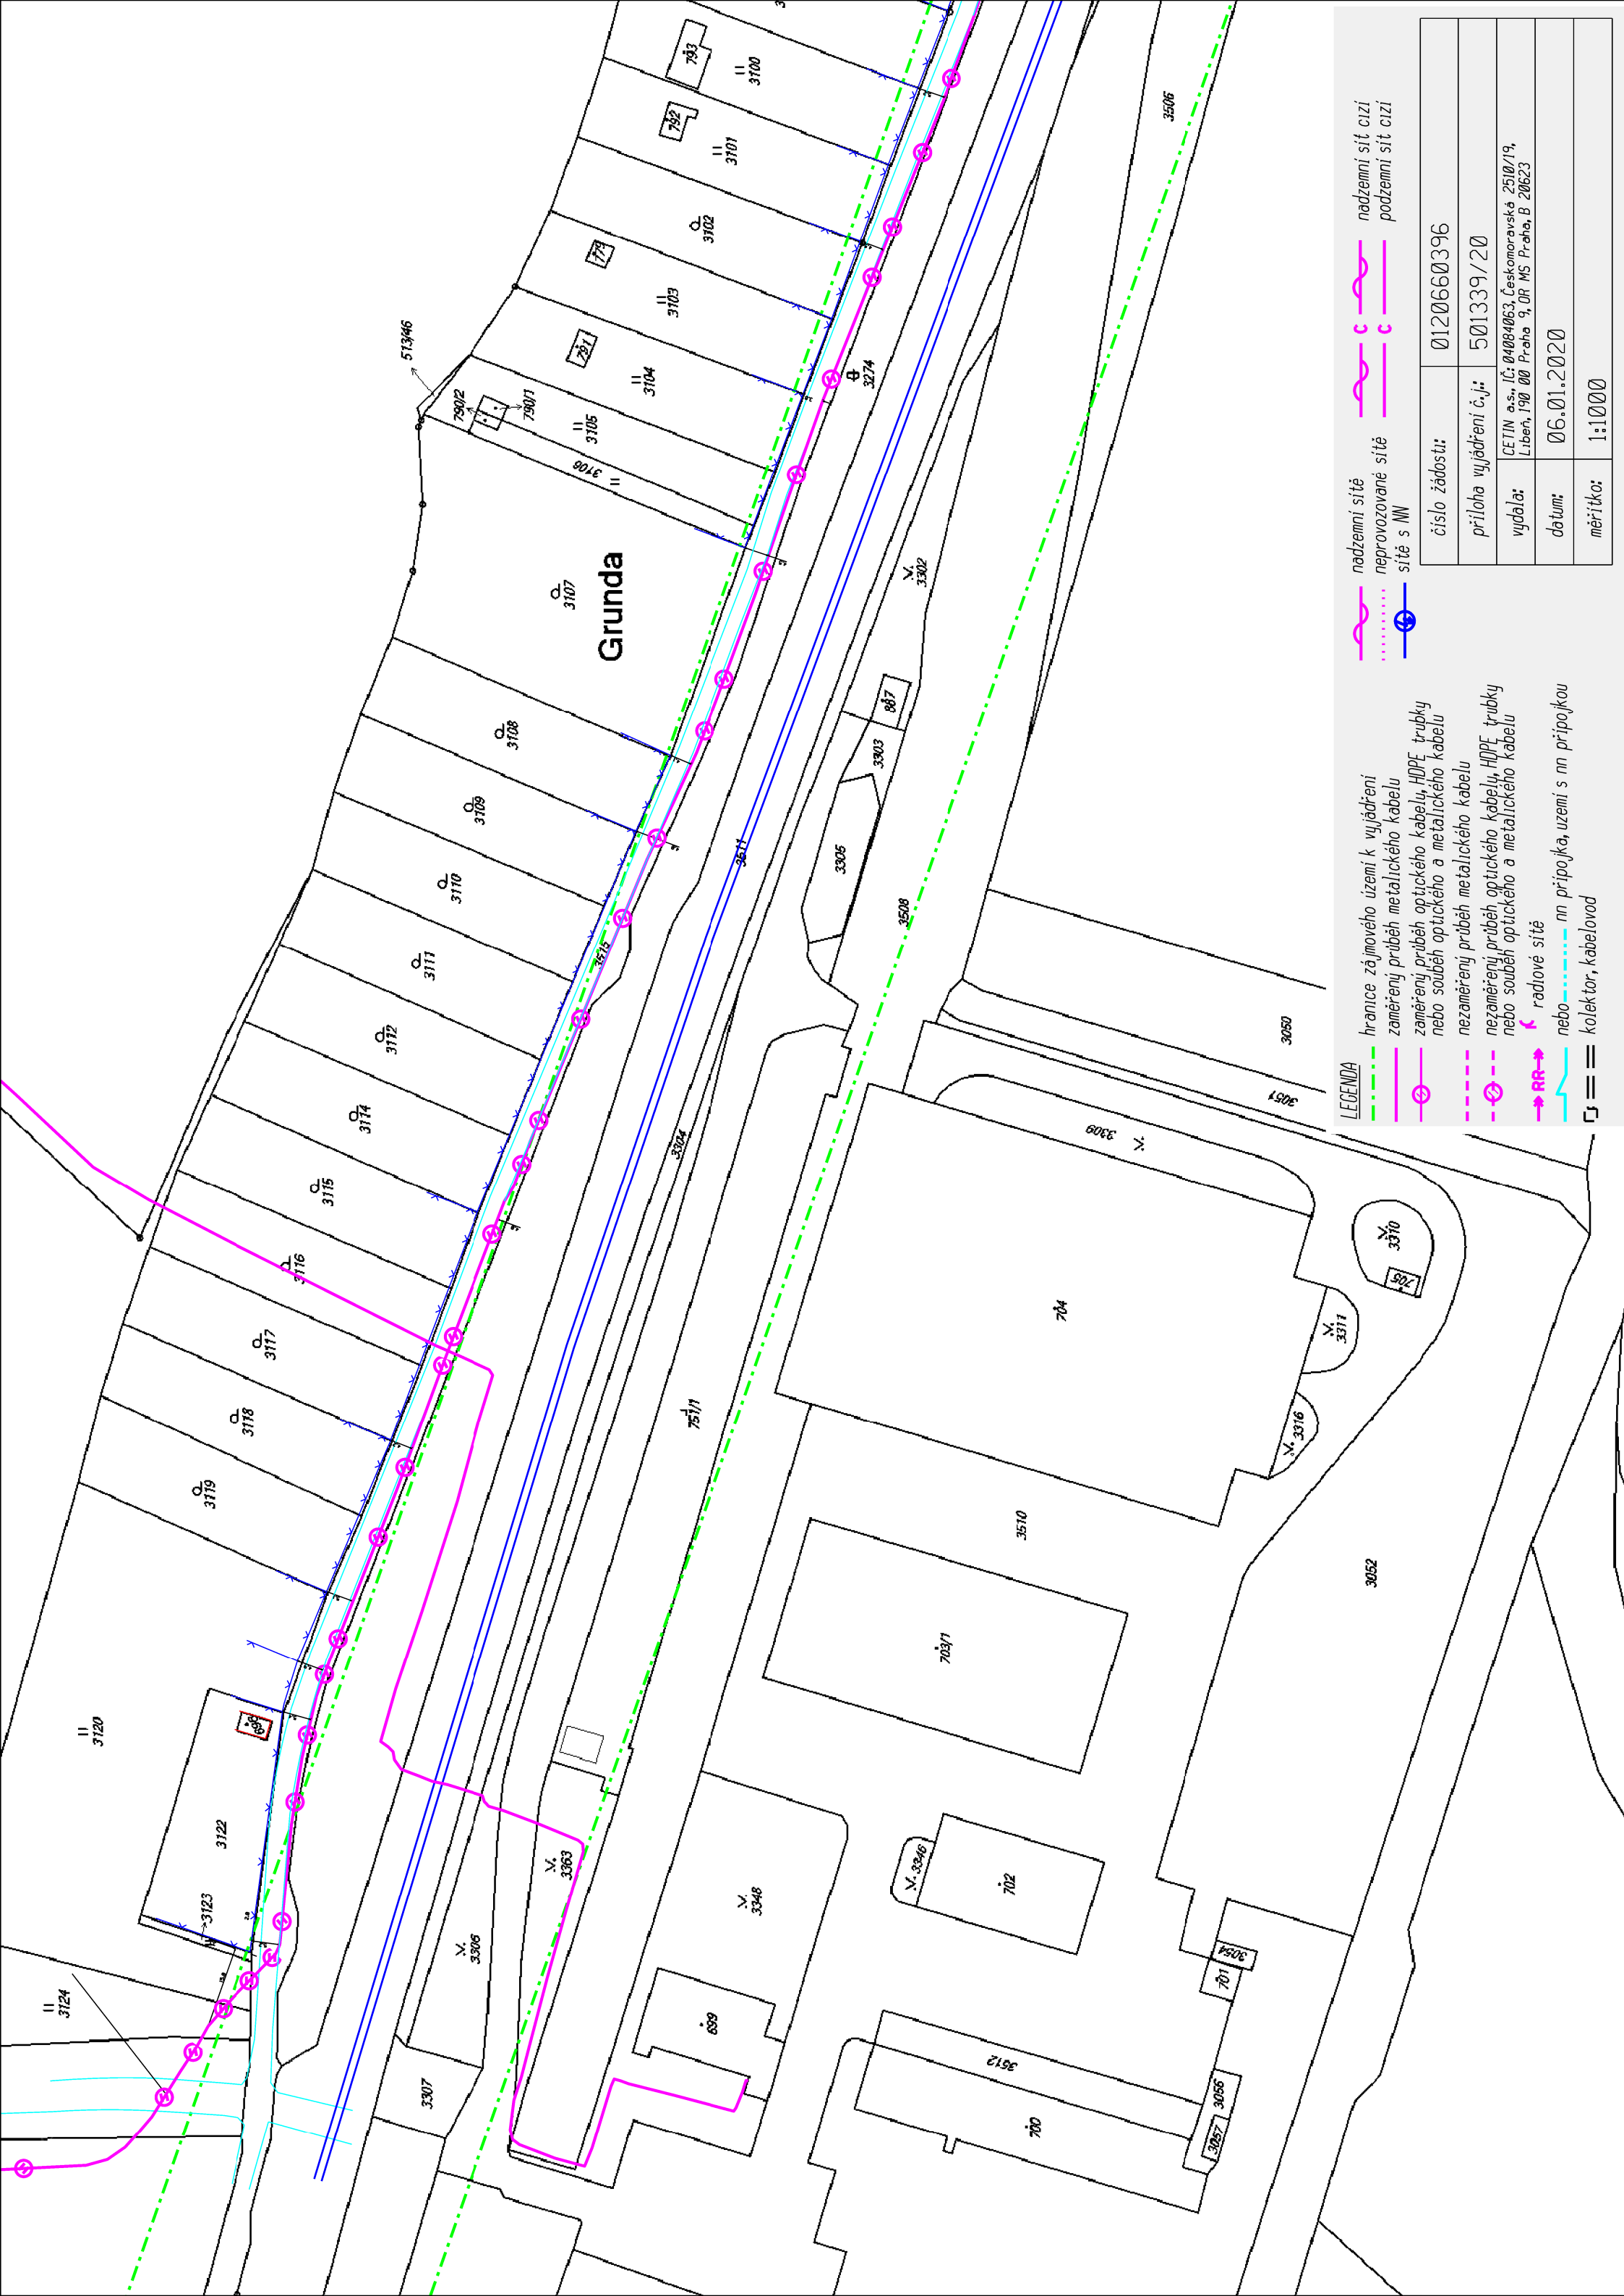 3124
3123
3122
3120
698
3119
3118
3117
3116
3115
3114
3112
3111
3110
3109
3108
3107
Grunda
3106
3105
790/2
790/1
513/46
3104
791
3103
779
3102
3101
792
3100
793
3515
3511
3274
3304
3302
3303
887
3305
3508
3506
3307
3306
3363
751/1
3348
699
3346
702
703/1
3510
704
3309
3051
3050
3310
705
3311
3316
3052
3054
701
3512
700
3056
3057
LEGENDA
hranice zájmového území k vyjádření
zaměřený průběh metalického kabelu
zaměřený průběh optického kabelu, HDPE trubky
nebo souběh optického a metalického kabelu
nezaměřený průběh metalického kabelu
nezaměřený průběh optického kabelu, HDPE trubky
nebo souběh optického a metalického kabelu
RR radiové sítě
nebo nn přípojka, uzemí s nn přípojkou
kolektor, kabelovod
nadzemní sítě
neprovozované sítě
sítě s NN
C nadzemní síť cizí
C podzemní síť cizí
číslo žádosti: 0120660396
příloha vyjádření č.j.: 501339/20
vydala: CETIN a.s., IČ: 04084063, Českomoravská 2510/19,
Libeň, 190 00 Praha 9, OR MS Praha, B 20623
datum: 06.01.2020
měřítko: 1:1000